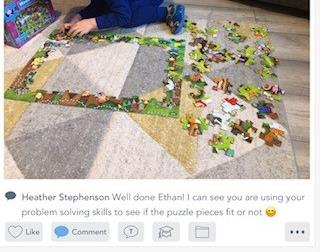 Heather Stephenson Well done Ethan! I can see you are using your
problem solving skills to see if the puzzle pieces fit or not 😊
Like Comment T